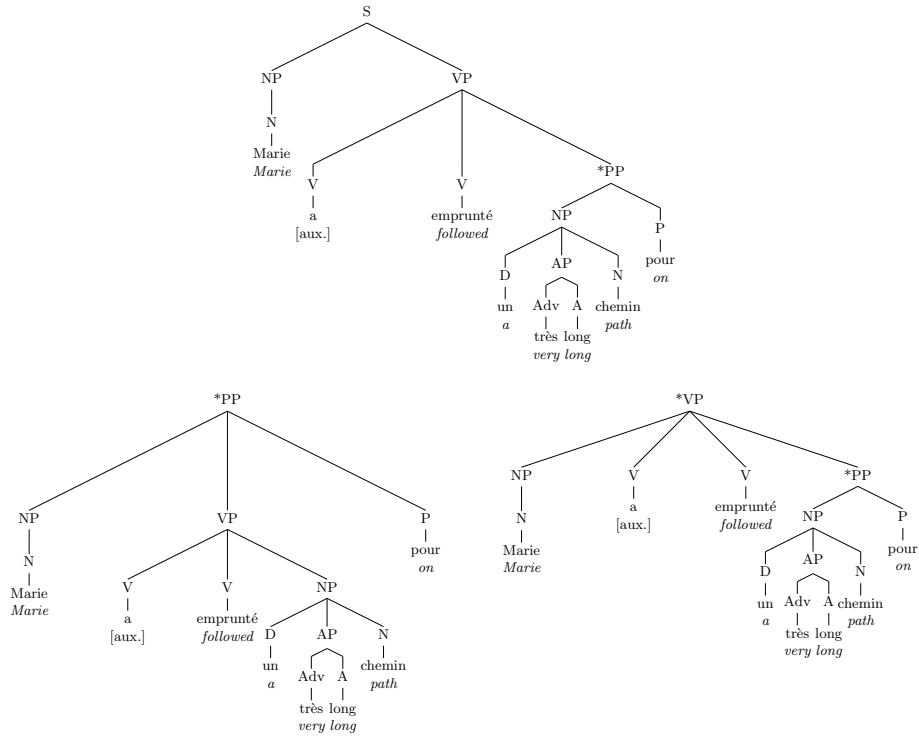 S
NP VP
N
Marie
Marie
V V *PP
a emprunté
[aux.] followed
NP P
pour
on
D AP N
un Adv A chemin
a path
très long
very long
*PP
NP VP P
pour
on
N
Marie
Marie
V V NP
a emprunté
[aux.] followed
D AP N
un Adv A chemin
a path
très long
very long
*VP
NP V V *PP
a emprunté
[aux.] followed
N
Marie
Marie
NP P
pour
on
D AP N
un Adv A chemin
a path
très long
very long